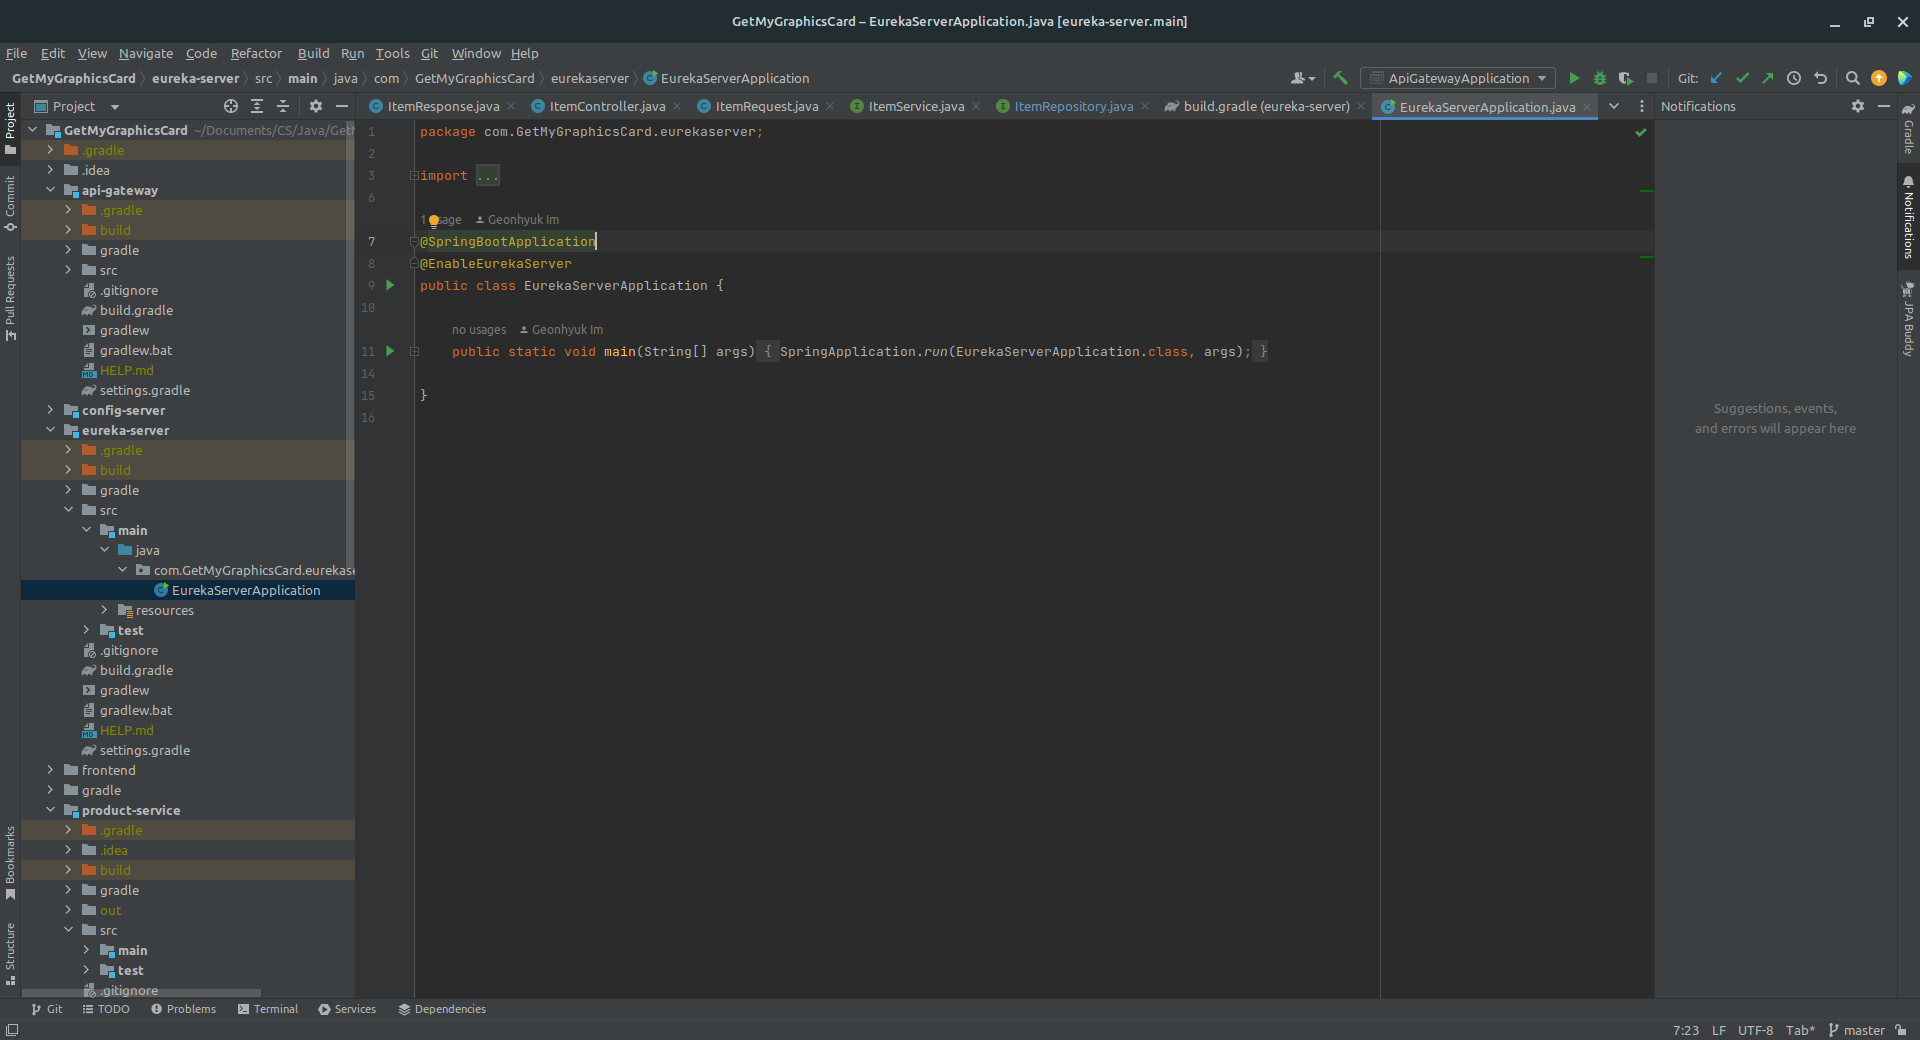 GetMyGraphicsCard – EurekaServerApplication.java [eureka-server.main]
File Edit View Navigate Code Refactor Build Run Tools Git Window Help
GetMyGraphicsCard eureka-server src main java com GetMyGraphicsCard eurekaserver EurekaServerApplication
ApiGatewayApplication Git:
Project
ItemResponse.java ItemController.java ItemRequest.java ItemService.java ItemRepository.java build.gradle (eureka-server) EurekaServerApplication.java
Notifications
Project
Commit
Pull Requests
Bookmarks
Structure
GetMyGraphicsCard ~/Documents/CS/Java/Get
.gradle
.idea
api-gateway
.gradle
build
gradle
src
.gitignore
build.gradle
gradlew
gradlew.bat
HELP.md
settings.gradle
config-server
eureka-server
.gradle
build
gradle
src
main
java
com.GetMyGraphicsCard.eurekase
EurekaServerApplication
resources
test
.gitignore
build.gradle
gradlew
gradlew.bat
HELP.md
settings.gradle
frontend
gradle
product-service
.gradle
.idea
build
gradle
out
src
main
test
.gitignore
1 package com.GetMyGraphicsCard.eurekaserver;
2
3 import ...
6
Geonhyuk Im
7 @SpringBootApplication
8 @EnableEurekaServer
9 public class EurekaServerApplication {
10
no usages Geonhyuk Im
11 public static void main(String[] args) { SpringApplication.run(EurekaServerApplication.class, args); }
14
15 }
16
Suggestions, events,
and errors will appear here
Gradle
Notifications
JPA Buddy
Git TODO Problems Terminal Services Dependencies
7:23 LF UTF-8 Tab* master